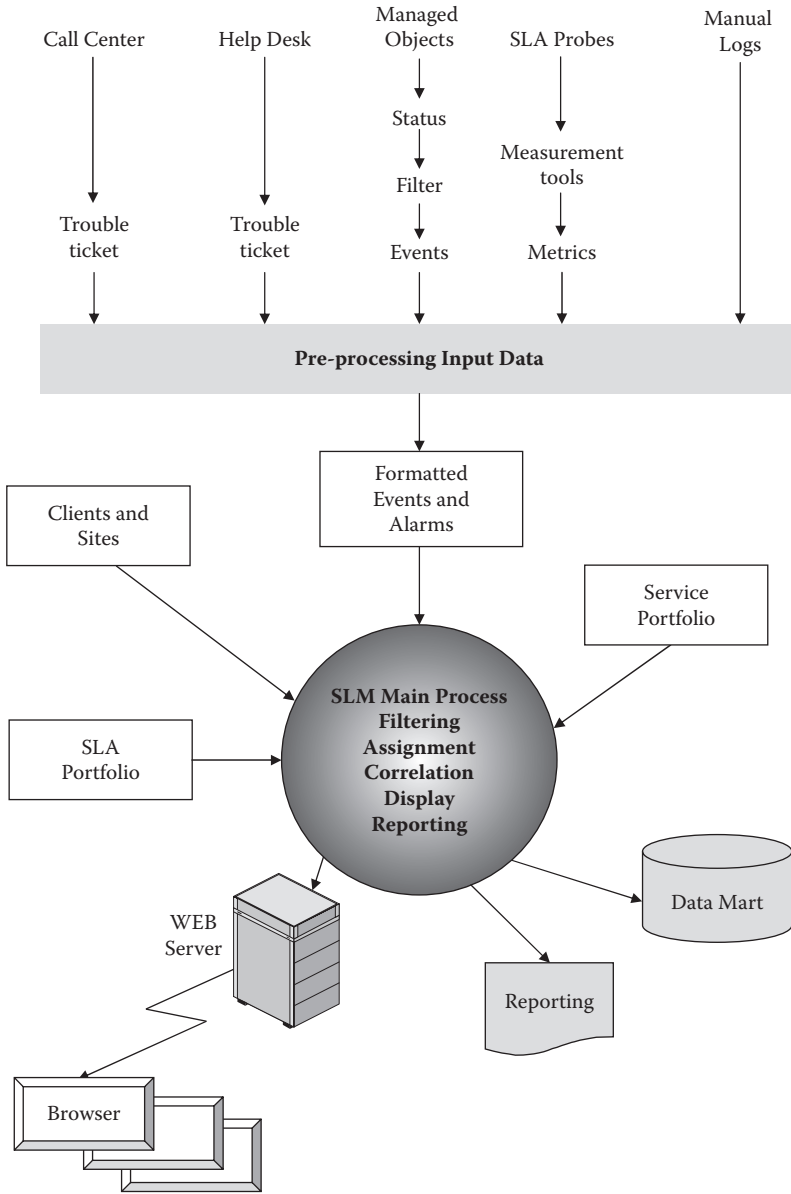 Call Center
Help Desk
Managed
Objects
SLA Probes
Manual
Logs
Status
Measurement
tools
Filter
Trouble
ticket
Trouble
ticket
Events
Metrics
Pre-processing Input Data
Formatted
Events and
Alarms
Clients and
Sites
Service
Portfolio
SLM Main Process
Filtering
Assignment
Correlation
Display
Reporting
SLA
Portfolio
WEB
Server
Data Mart
Reporting
Browser